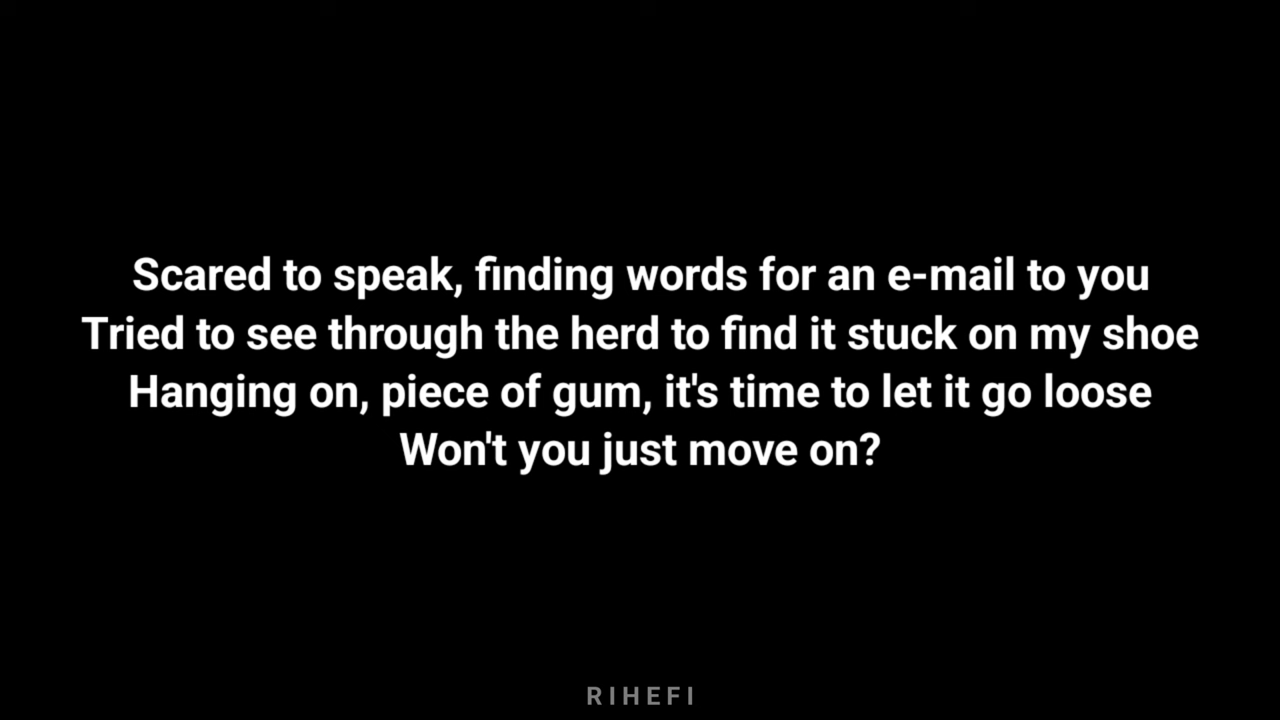 Scared to speak, finding words for an e-mail to you
Tried to see through the herd to find it stuck on my shoe
Hanging on, piece of gum, it's time to let it go loose
Won't you just move on?
RIHEFI